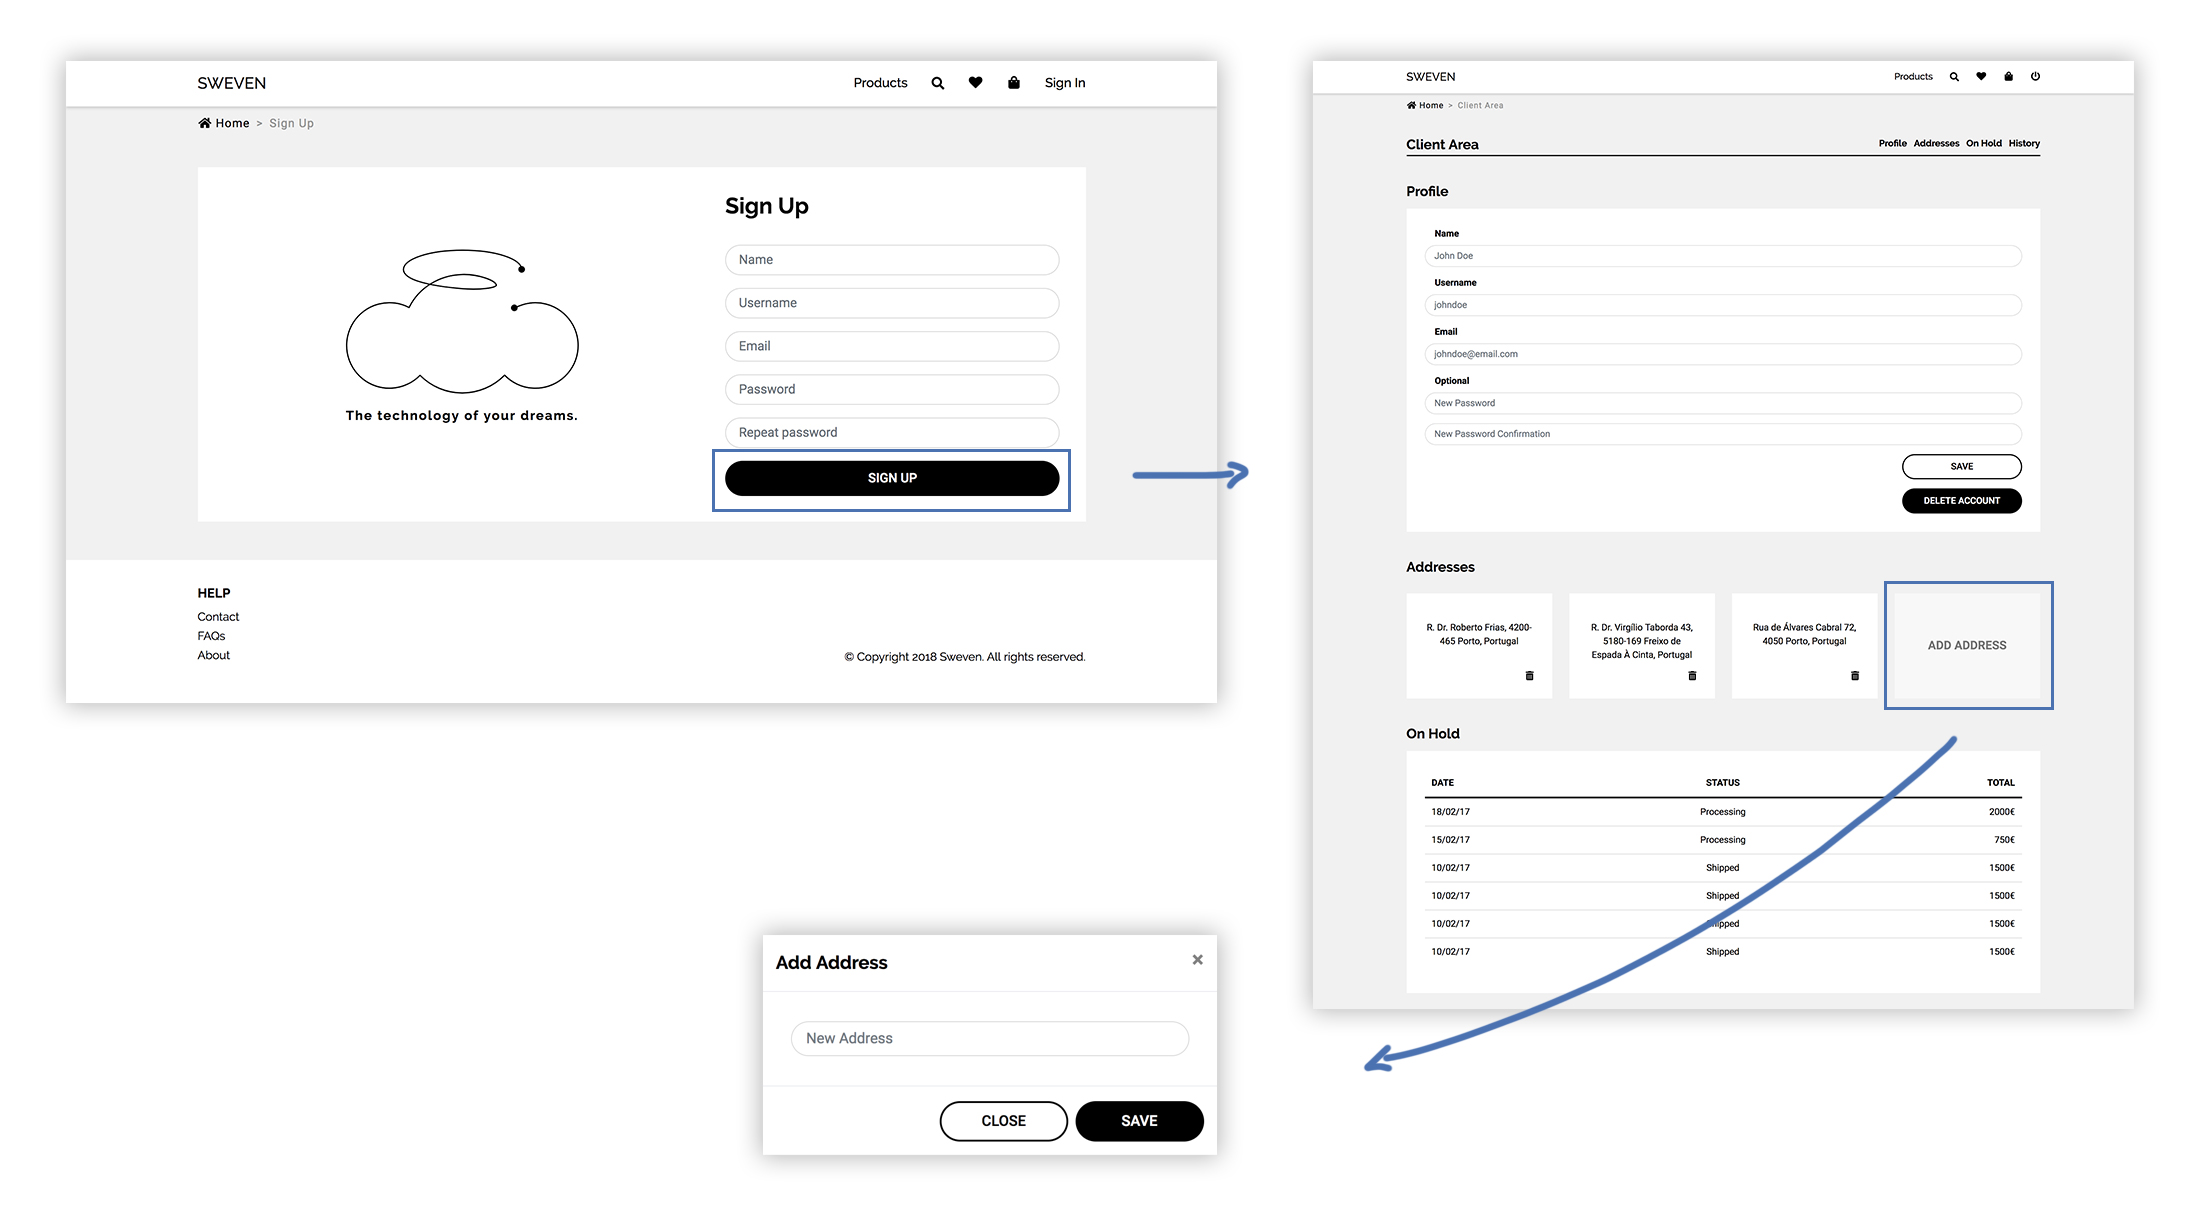 SWEVEN
Products
Sign In
Home > Sign Up
Sign Up
Name
Username
Email
Password
Repeat password
SIGN UP
The technology of your dreams.
HELP
Contact
FAQs
About
© Copyright 2018 Sweven. All rights reserved.
SWEVEN
Products
Home > Client Area
Client Area
Profile Addresses On Hold History
Profile
Name
John Doe
Username
johndoe
Email
johndoe@email.com
Optional
New Password
New Password Confirmation
SAVE
DELETE ACCOUNT
Addresses
R. Dr. Roberto Frias, 4200-
465 Porto, Portugal
R. Dr. Virgílio Taborda 43,
5180-169 Freixo de
Espada À Cinta, Portugal
Rua de Álvares Cabral 72,
4050 Porto, Portugal
ADD ADDRESS
On Hold
DATE STATUS TOTAL
18/02/17 Processing 2000€
15/02/17 Processing 750€
10/02/17 Shipped 1500€
10/02/17 Shipped 1500€
10/02/17 Shipped 1500€
10/02/17 Shipped 1500€
Add Address ×
New Address
CLOSE SAVE